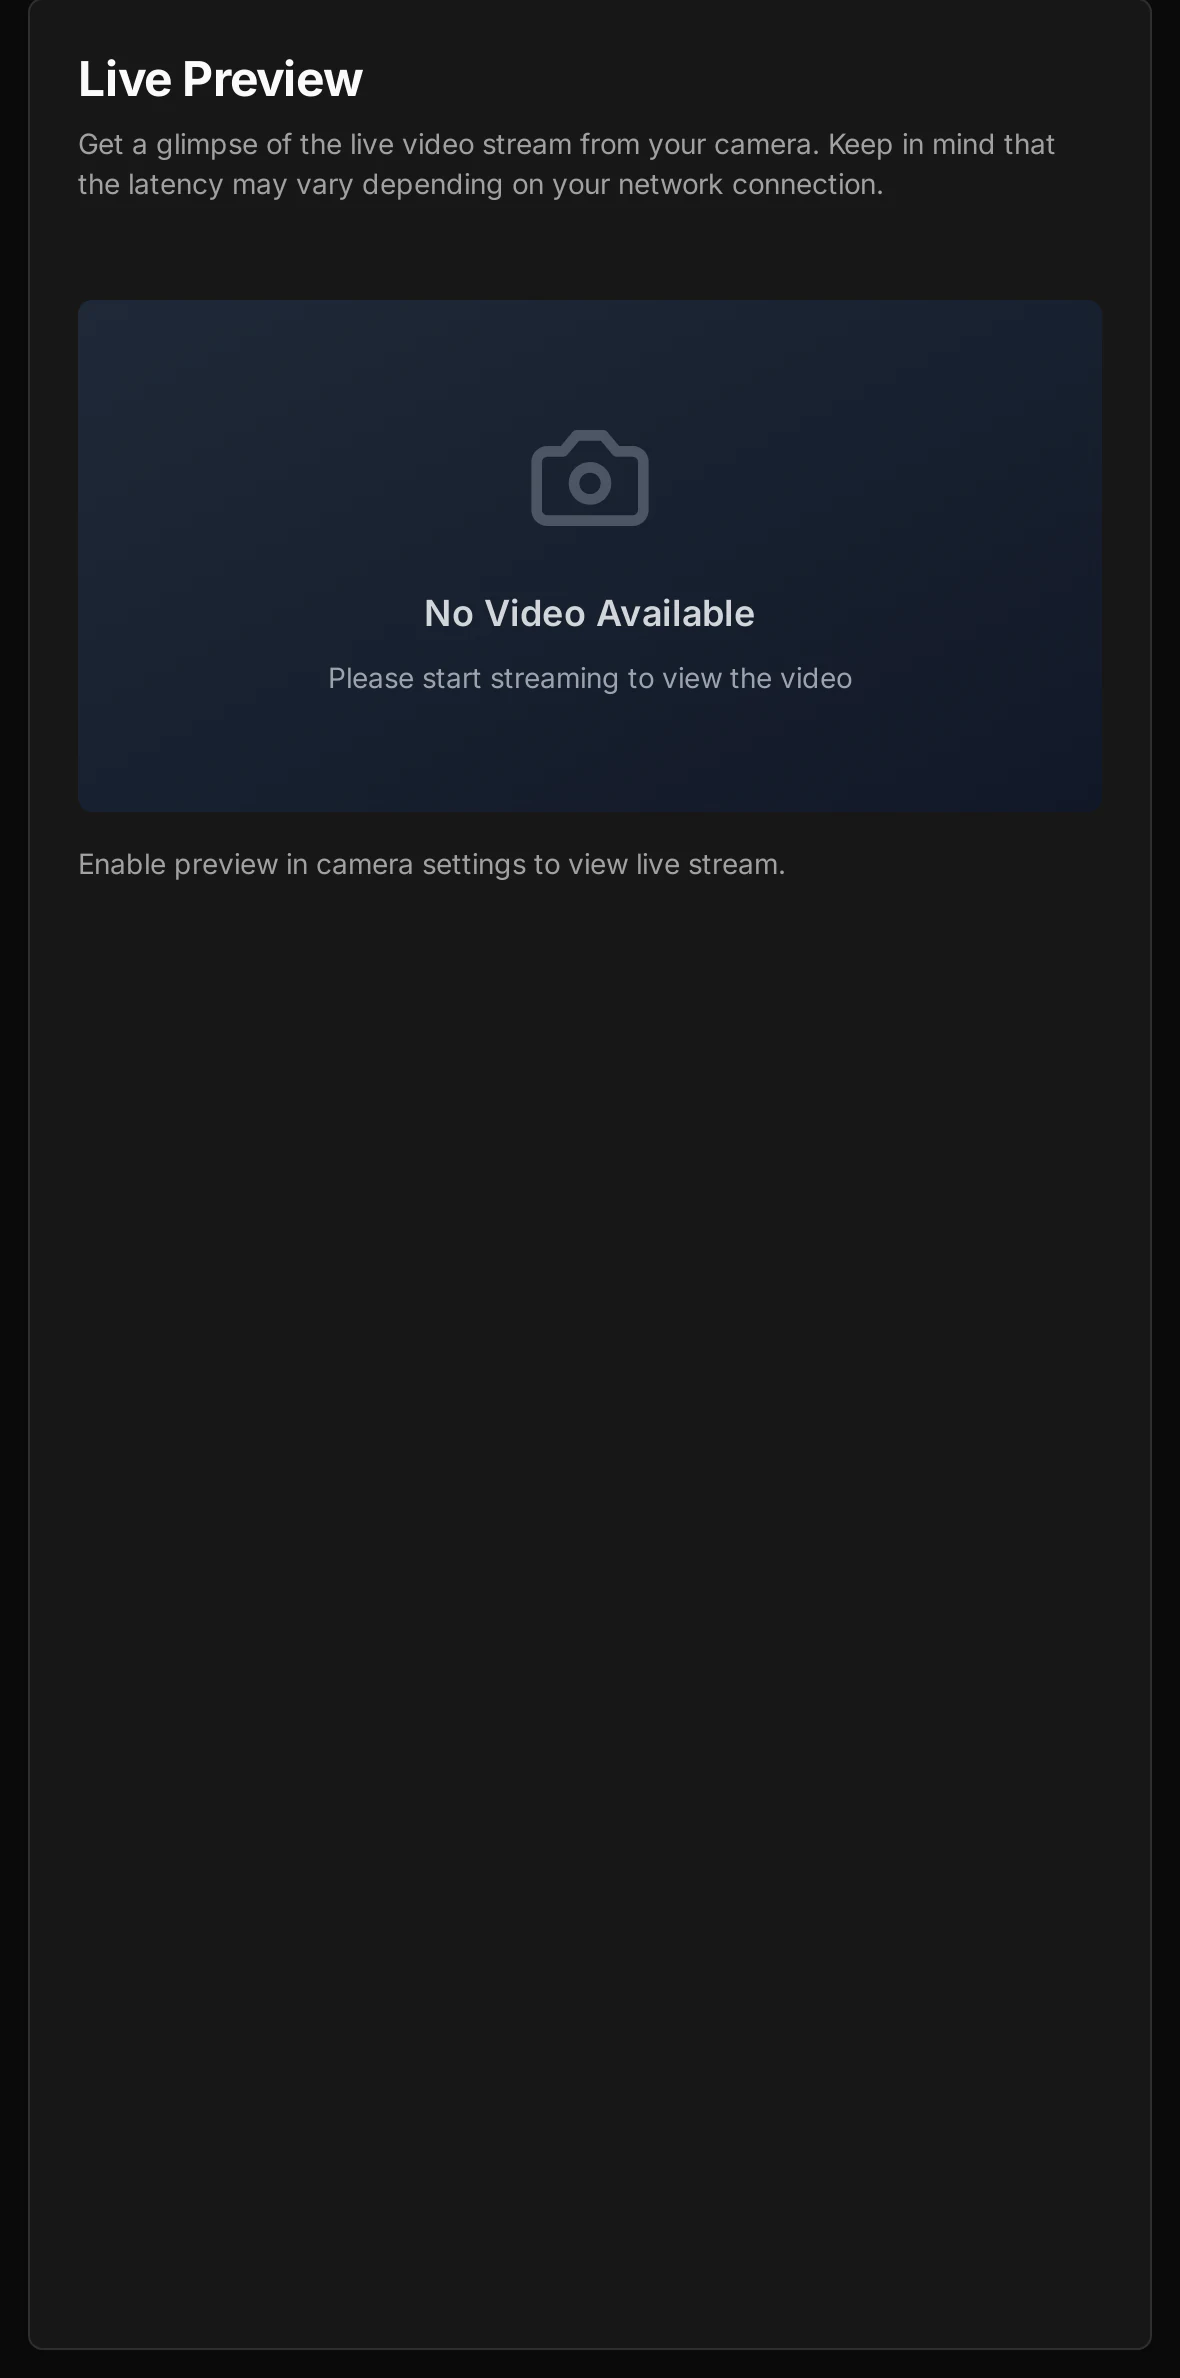 Live Preview
Get a glimpse of the live video stream from your camera. Keep in mind that
the latency may vary depending on your network connection.
No Video Available
Please start streaming to view the video
Enable preview in camera settings to view live stream.